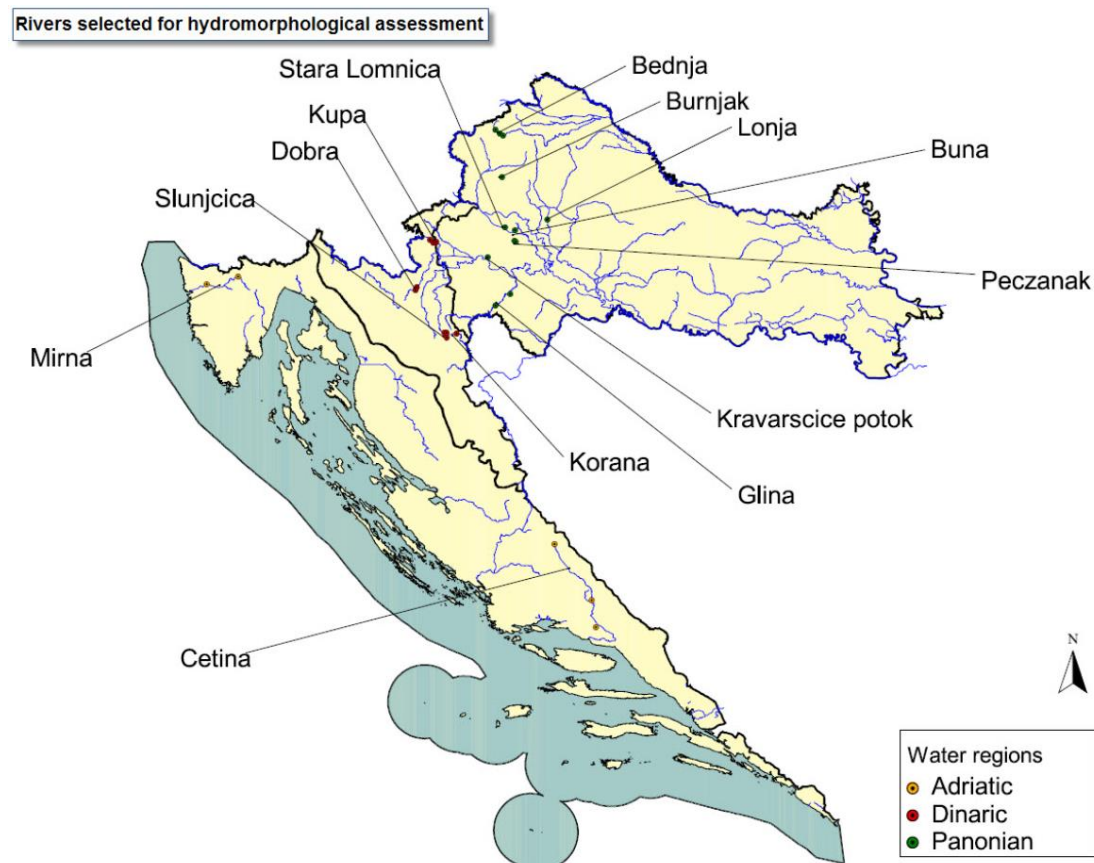 Rivers selected for hydromorphological assessment
Stara Lomnica
Bednja
Burnjak
Kupa
Lonja
Dobra
Buna
Slunjcica
Peczanak
Mirna
Kravarscice potok
Korana
Glina
Cetina
N
Water regions
Adriatic
Dinaric
Panonian